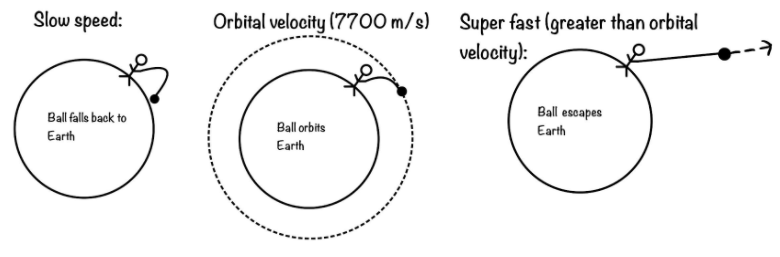 Slow speed:
Ball falls back to
Earth
Orbital velocity (7700 m/s)
Ball orbits
Earth
Super fast (greater than orbital
velocity):
Ball escapes
Earth